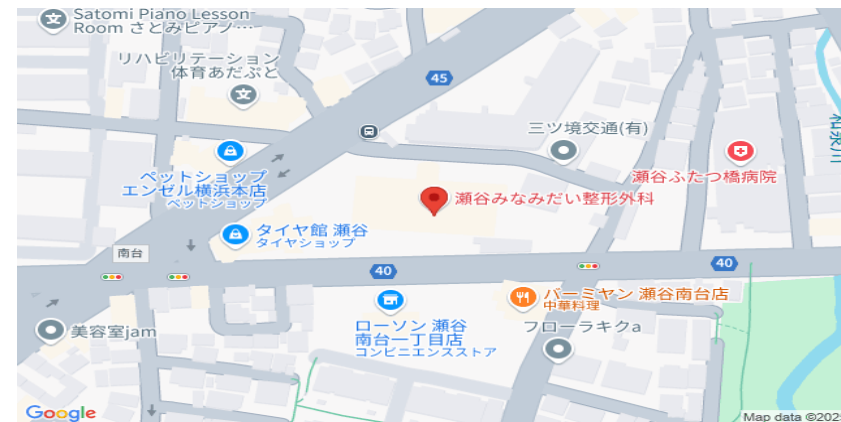 Satomi Piano Lesson
Room さとみピアノ…
リハビリテーション
体育あだぷと
45
三ツ境交通(有)
和泉川
ペットショップ
エンゼル横浜本店
ペットショップ
瀬谷ふたつ橋病院
瀬谷みなみだい整形外科
タイヤ館 瀬谷
タイヤショップ
南台
40
40
バーミヤン 瀬谷南台店
中華料理
ローソン 瀬谷
南台一丁目店
コンビニエンスストア
フローラキクa
美容室jam
Google
Map data ©2025